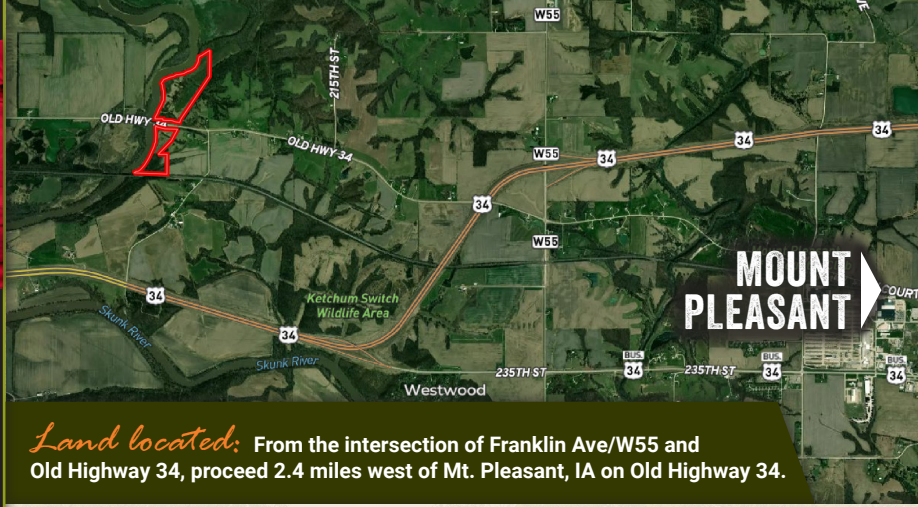 W55
VE
215TH ST
OLD HWY 34
OLD HWY 34
34
34
W55
34
34
W55
MOUNT
PLEASANT
COURT
34
Ketchum Switch
Wildlife Area
Skunk River
34
Skunk River
235TH ST
BUS.
34
235TH ST
BUS.
34
BUS.
34
Westwood
Land located: From the intersection of Franklin Ave/W55 and
Old Highway 34, proceed 2.4 miles west of Mt. Pleasant, IA on Old Highway 34.